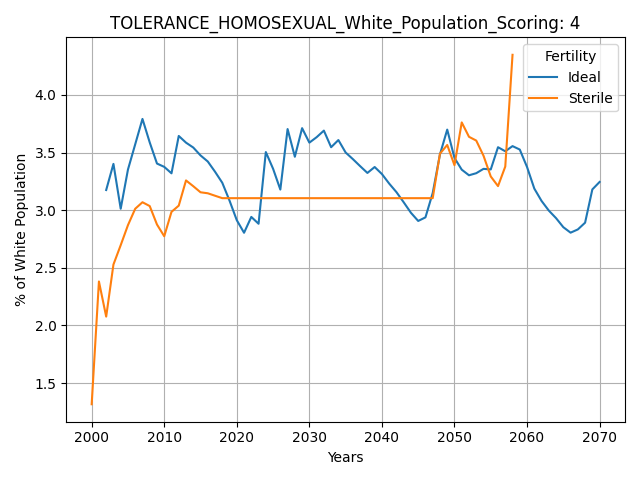 TOLERANCE_HOMOSEXUAL_White_Population_Scoring: 4
Fertility
Ideal
Sterile
% of White Population
4.0
3.5
3.0
2.5
2.0
1.5
2000 2010 2020 2030 2040 2050 2060 2070
Years